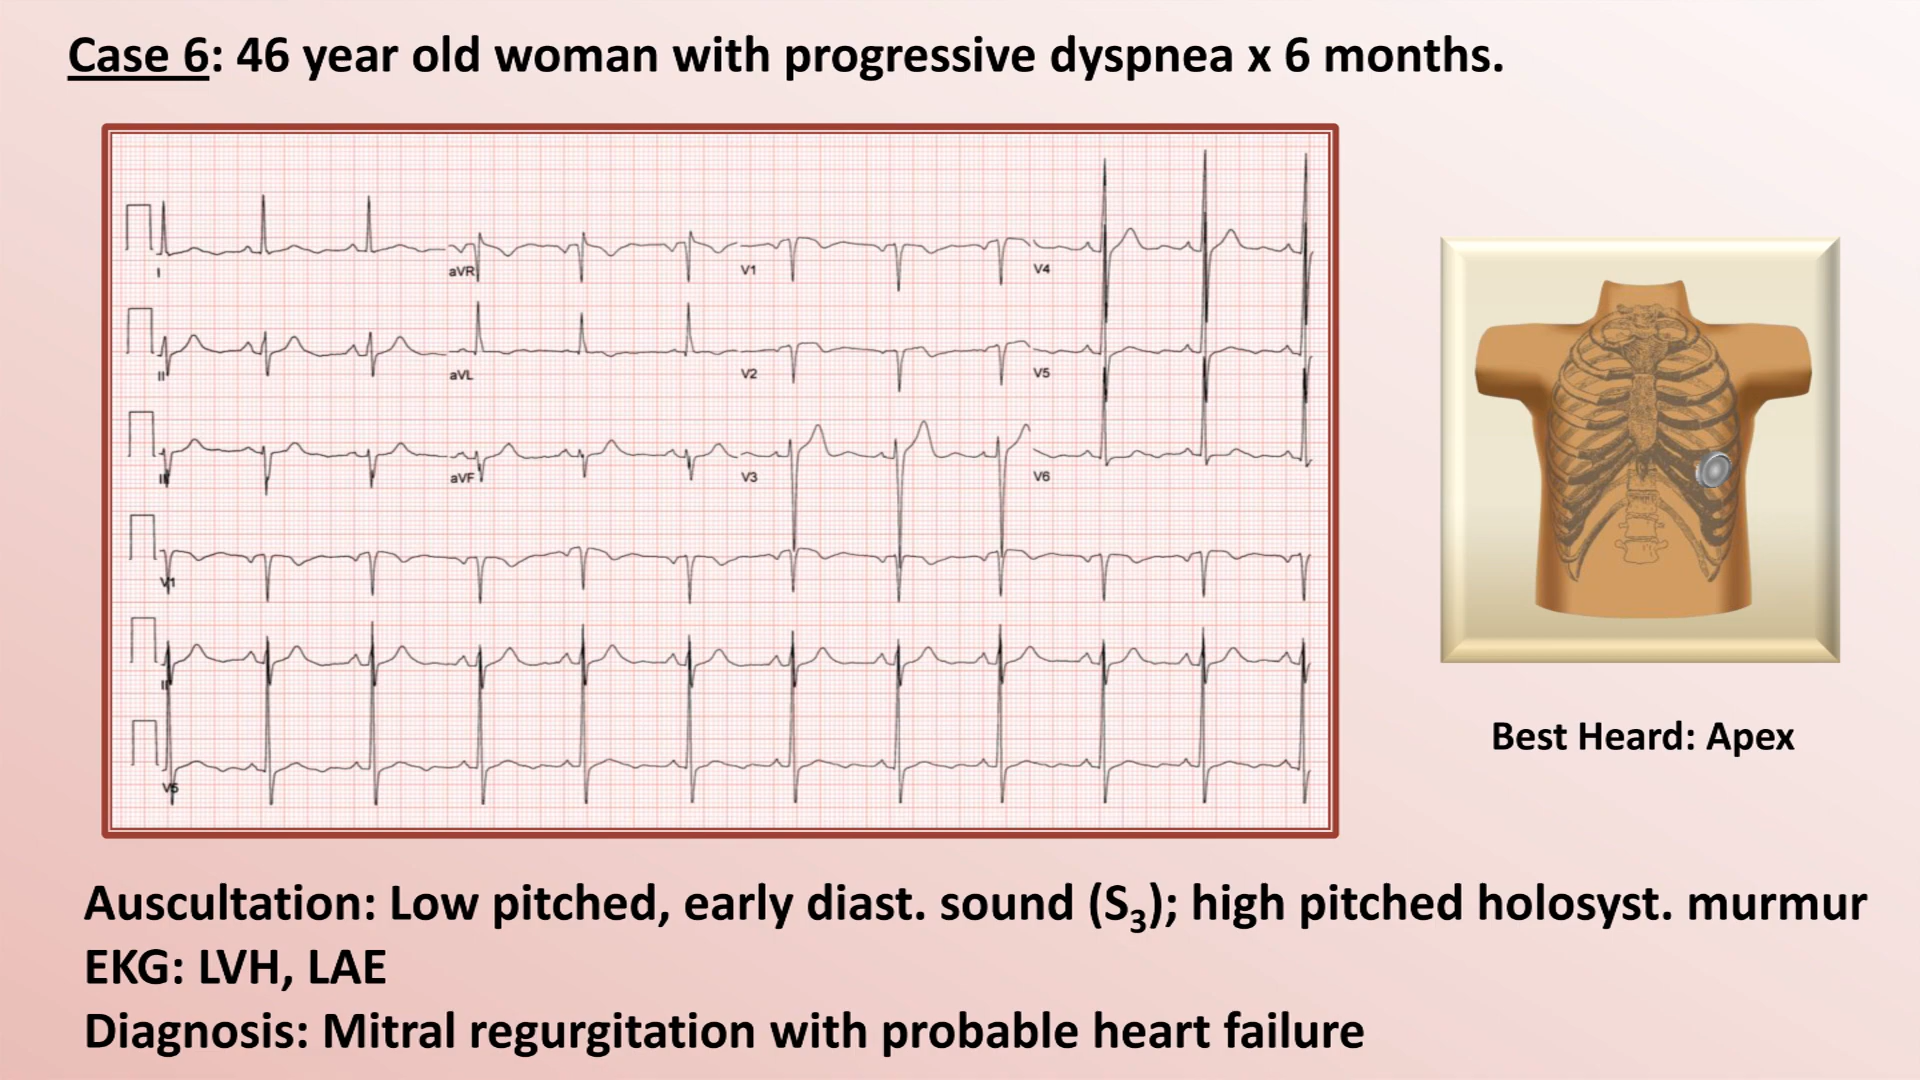 Case 6: 46 year old woman with progressive dyspnea x 6 months.
I aVR V1 V4
II aVL V2 V5
III aVF V3 V6
V1
II
V5
Best Heard: Apex
Auscultation: Low pitched, early diast. sound (S3); high pitched holosyst. murmur
EKG: LVH, LAE
Diagnosis: Mitral regurgitation with probable heart failure